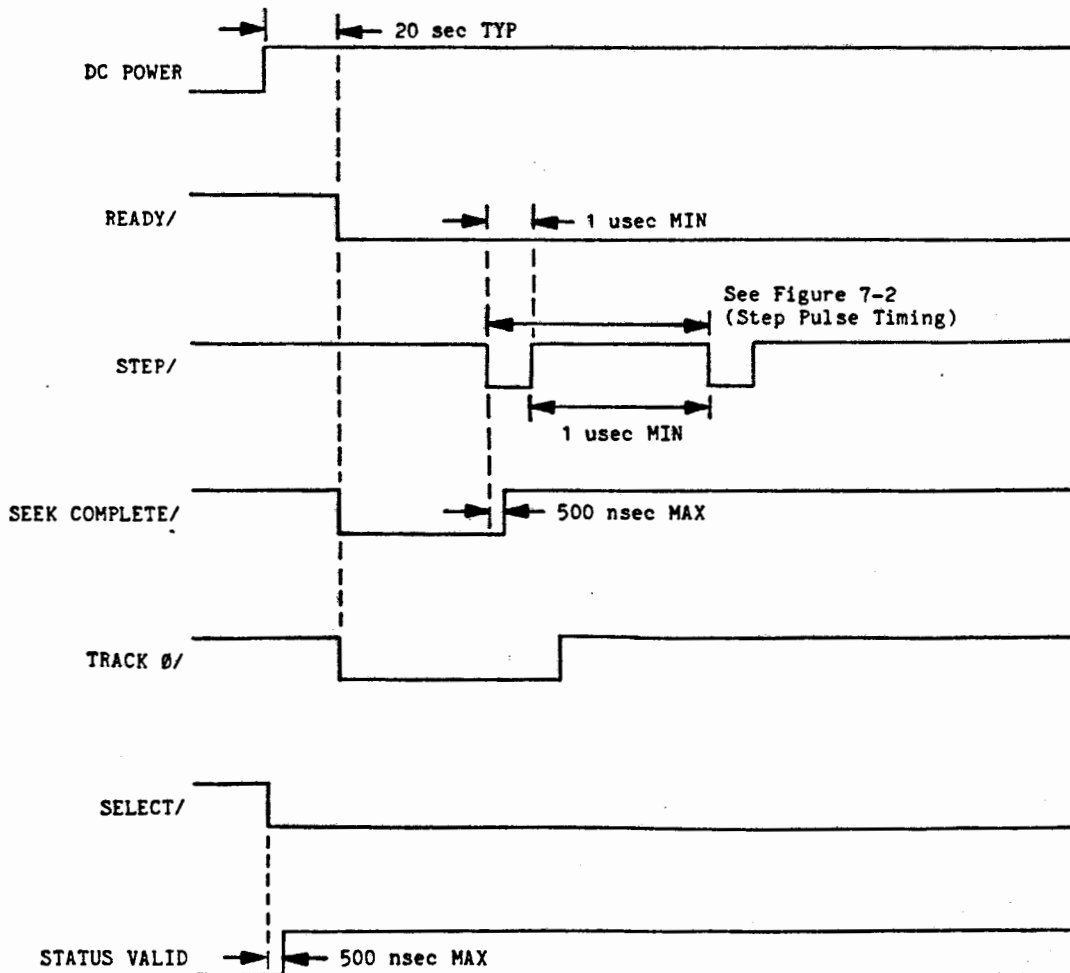 20 sec TYP
DC POWER
READY/
1 usec MIN
See Figure 7-2
(Step Pulse Timing)
STEP/
1 usec MIN
SEEK COMPLETE/
500 nsec MAX
TRACK Ø/
SELECT/
STATUS VALID
500 nsec MAX